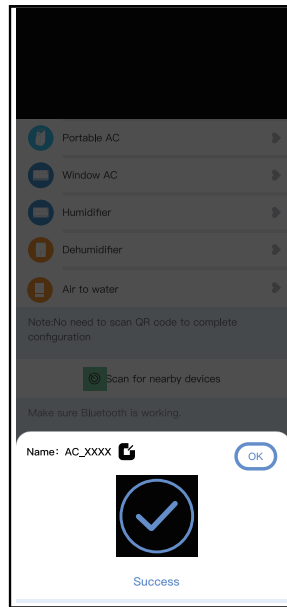 Portable AC
Window AC
Humidifier
Dehumidifier
Air to water
Note:No need to scan QR code to complete
configuration
Scan for nearby devices
Make sure Bluetooth is working.
Name: AC_XXXX
OK
Success